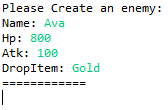 Please Create an enemy:
Name: Ava
Hp: 800
Atk: 100
DropItem: Gold
============